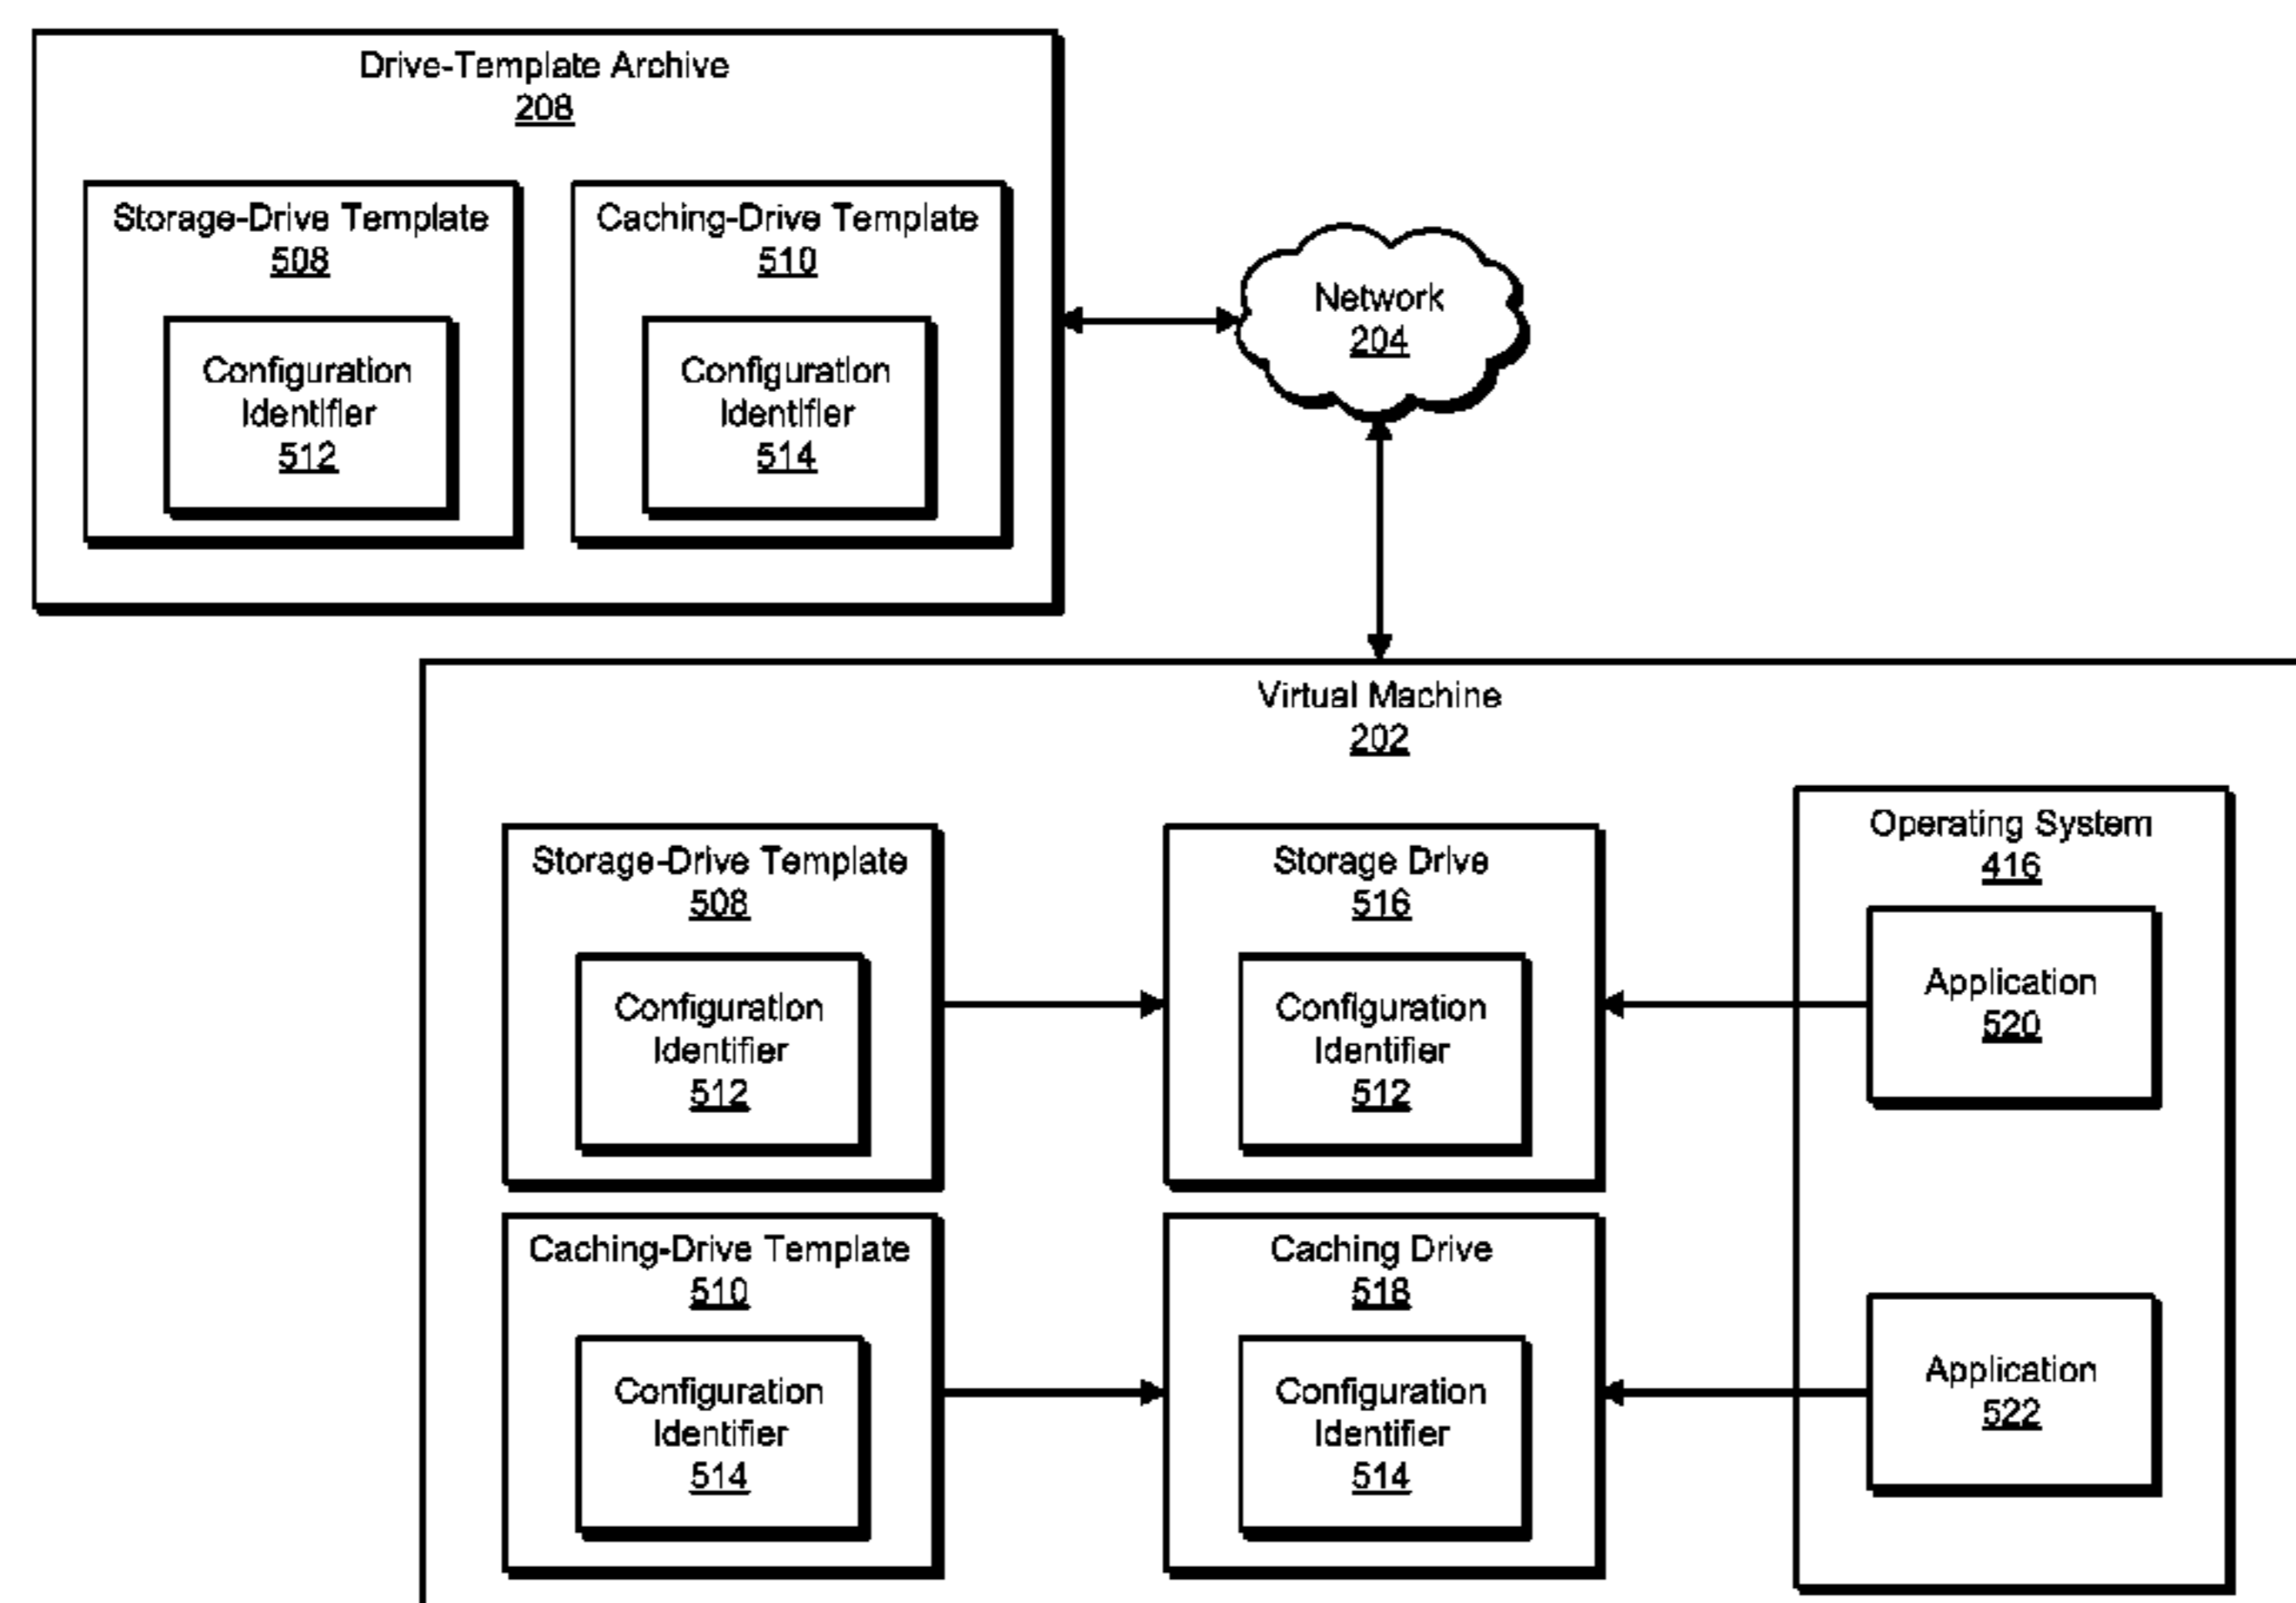 Drive-Template Archive
208
Storage-Drive Template
508
Configuration
Identifier
512
Caching-Drive Template
510
Configuration
Identifier
514
Network
204
Virtual Machine
202
Storage-Drive Template
508
Configuration
Identifier
512
Storage Drive
516
Configuration
Identifier
512
Operating System
416
Application
520
Caching-Drive Template
510
Configuration
Identifier
514
Caching Drive
518
Configuration
Identifier
514
Application
522